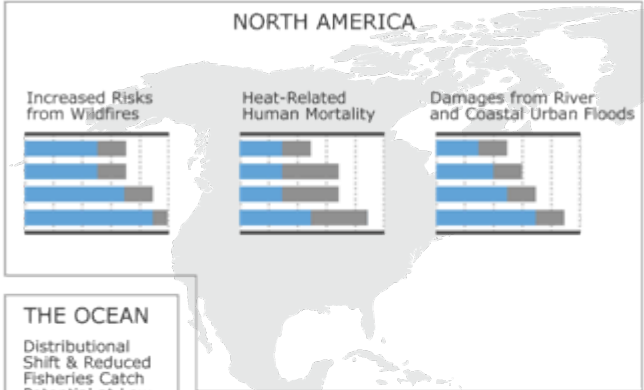 NORTH AMERICA
Increased Risks
from Wildfires
Heat-Related
Human Mortality
Damages from River
and Coastal Urban Floods
THE OCEAN
Distributional
Shift & Reduced
Fisheries Catch